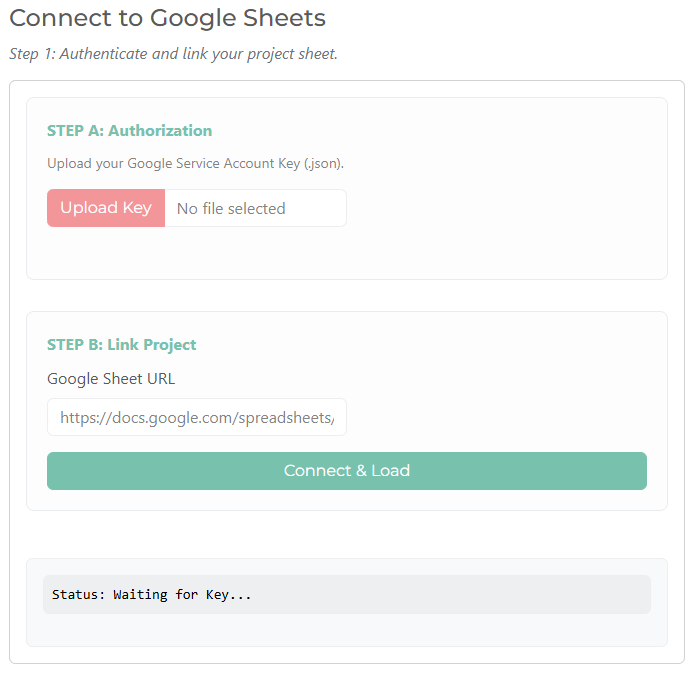 Connect to Google Sheets
Step 1: Authenticate and link your project sheet.
STEP A: Authorization
Upload your Google Service Account Key (.json).
Upload Key
No file selected
STEP B: Link Project
Google Sheet URL
https://docs.google.com/spreadsheets/
Connect & Load
Status: Waiting for Key...